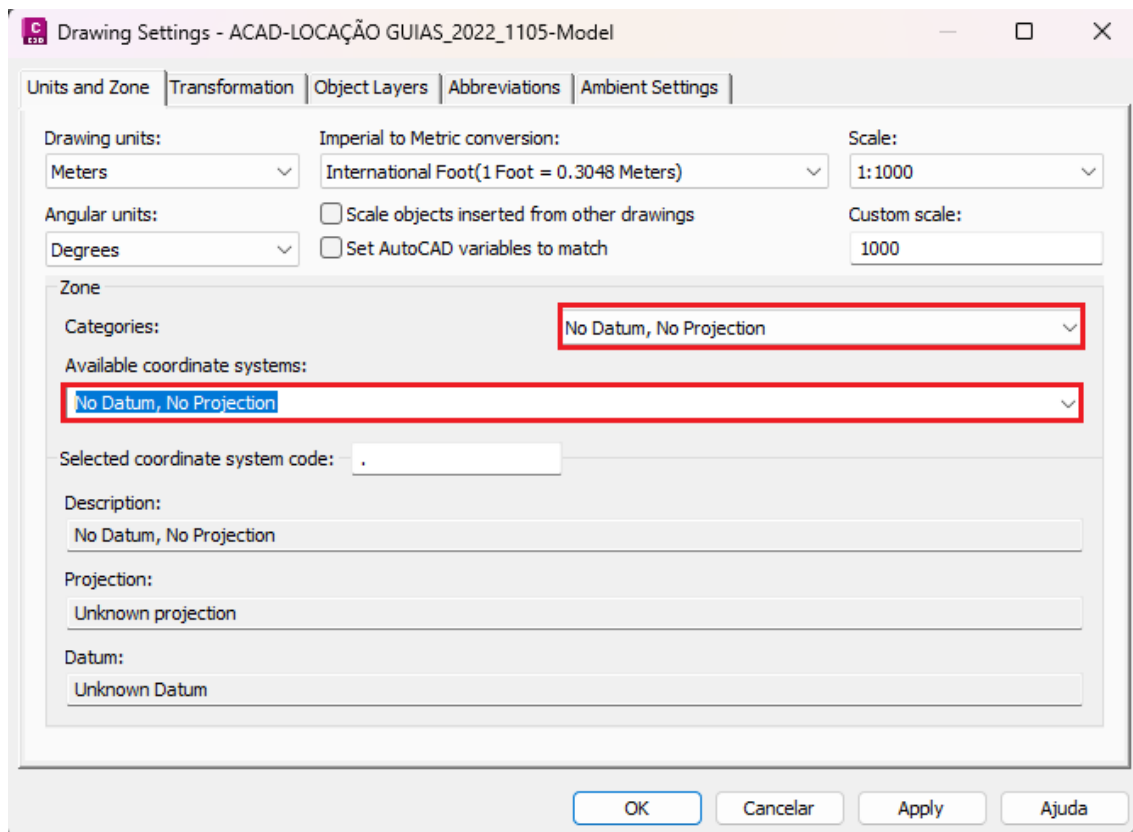 C
C3D
Drawing Settings - ACAD-LOCAÇÃO GUIAS_2022_1105-Model
Units and Zone Transformation Object Layers Abbreviations Ambient Settings
Drawing units: Imperial to Metric conversion: Scale:
Meters International Foot(1 Foot = 0.3048 Meters) 1:1000
Angular units: Scale objects inserted from other drawings Custom scale:
Degrees Set AutoCAD variables to match 1000
Zone
Categories: No Datum, No Projection
Available coordinate systems:
No Datum, No Projection
Selected coordinate system code: .
Description:
No Datum, No Projection
Projection:
Unknown projection
Datum:
Unknown Datum
OK Cancelar Apply Ajuda